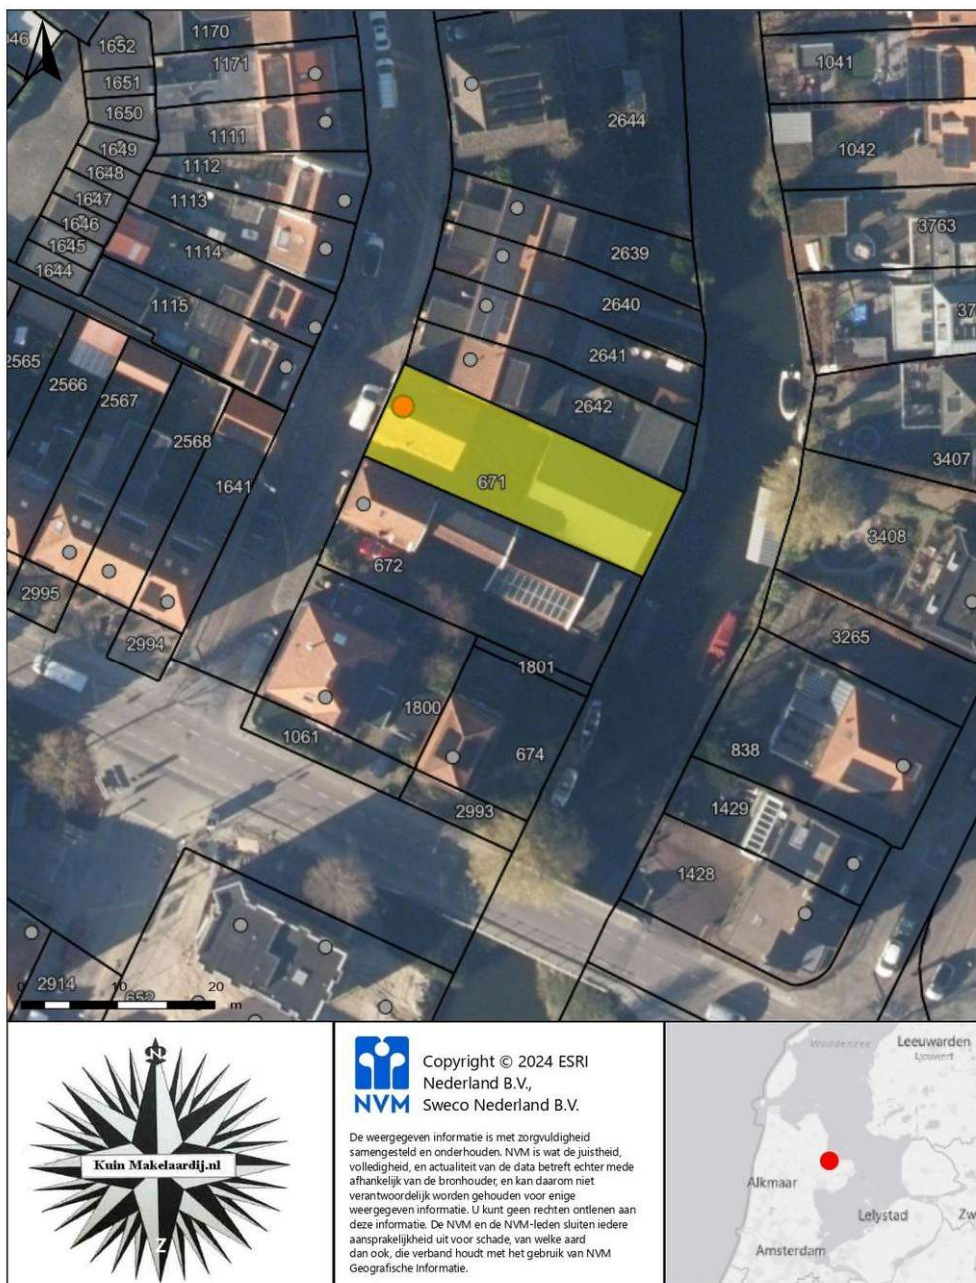 1652
1170
1171
1651
1650
1111
1649
1648
1112
1647
1113
1646
1645
1114
1644
1115
2644
1041
1042
3763
2639
2640
2641
2642
2565
2566
2567
2568
1641
671
3407
3408
672
2995
2994
3265
1801
1800
1061
674
838
2993
1429
1428
2914
652
10
20
m
N
Kuin Makelaardij.nl
Z
NVM
Copyright © 2024 ESRI
Nederland B.V.,
Sweco Nederland B.V.
De weergegeven informatie is met zorgvuldigheid
samengesteld en onderhouden. NVM is wat de juistheid,
volledigheid, en actualiteit van de data betreft echter mede
afhankelijk van de bronhouder, en kan daarom niet
verantwoordelijk worden gehouden voor enige
weergegeven informatie. U kunt geen rechten ontlenen aan
deze informatie. De NVM en de NVM-leden sluiten iedere
aansprakelijkheid uit voor schade, van welke aard
dan ook, die verband houdt met het gebruik van NVM
Geografische Informatie.
Waddenzee
Leeuwarden
Ljouwert
Alkmaar
Lelystad
Zw
Amsterdam